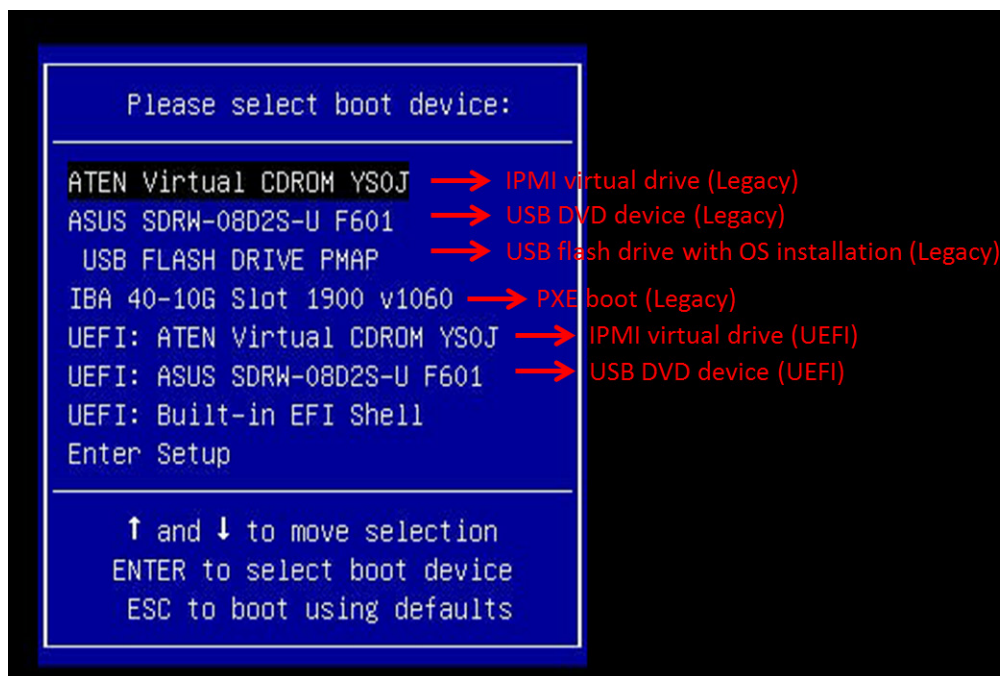 Please select boot device:
ATEN Virtual CDROM YS0J → IPMI virtual drive (Legacy)
ASUS SDRW-08D2S-U F601 → USB DVD device (Legacy)
USB FLASH DRIVE PMAP → USB flash drive with OS installation (Legacy)
IBA 40-10G Slot 1900 v1060 → PXE boot (Legacy)
UEFI: ATEN Virtual CDROM YS0J → IPMI virtual drive (UEFI)
UEFI: ASUS SDRW-08D2S-U F601 → USB DVD device (UEFI)
UEFI: Built-in EFI Shell
Enter Setup
↑ and ↓ to move selection
ENTER to select boot device
ESC to boot using defaults